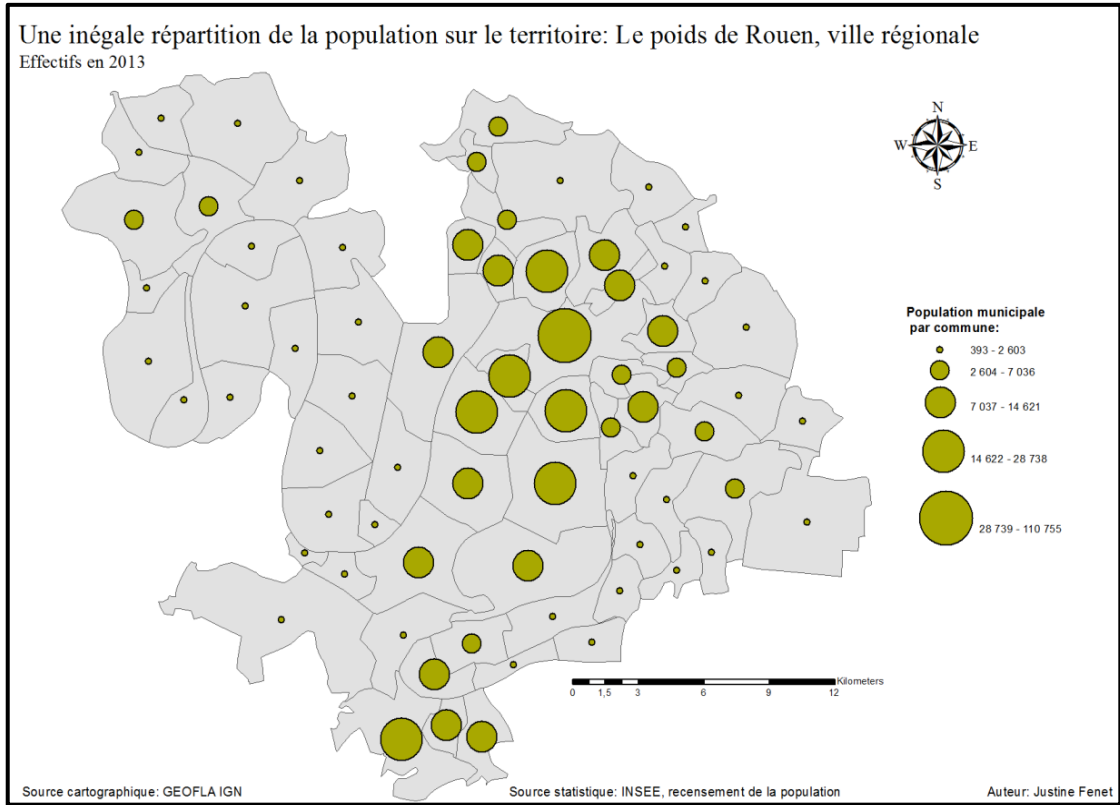 Une inégale répartition de la population sur le territoire: Le poids de Rouen, ville régionale
Effectifs en 2013
N
W E
S
Population municipale
par commune:
393 - 2 603
2 604 - 7 036
7 037 - 14 621
14 622 - 28 738
28 739 - 110 755
Kilometers
0 1,5 3 6 9 12
Source cartographique: GEOFLA IGN
Source statistique: INSEE, recensement de la population
Auteur: Justine Fenet